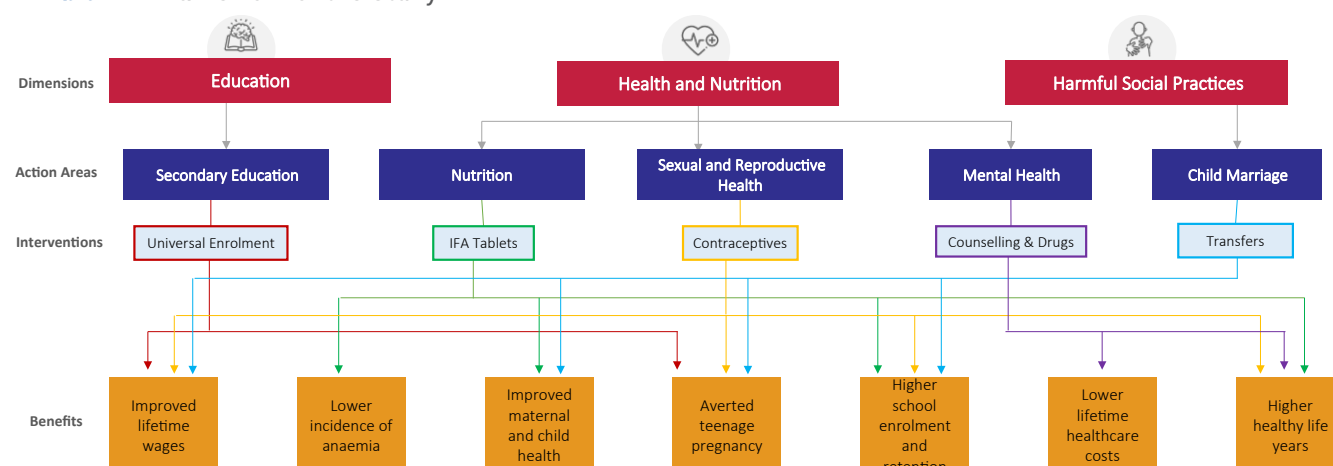 Dimensions
Education
Health and Nutrition
Harmful Social Practices
Action Areas
Secondary Education
Nutrition
Sexual and Reproductive
Health
Mental Health
Child Marriage
Interventions
Universal Enrolment
IFA Tablets
Contraceptives
Counselling & Drugs
Transfers
Benefits
Improved
lifetime
wages
Lower
incidence of
anaemia
Improved
maternal
and child
health
Averted
teenage
pregnancy
Higher
school
enrolment
and
retention
Lower
lifetime
healthcare
costs
Higher
healthy life
years